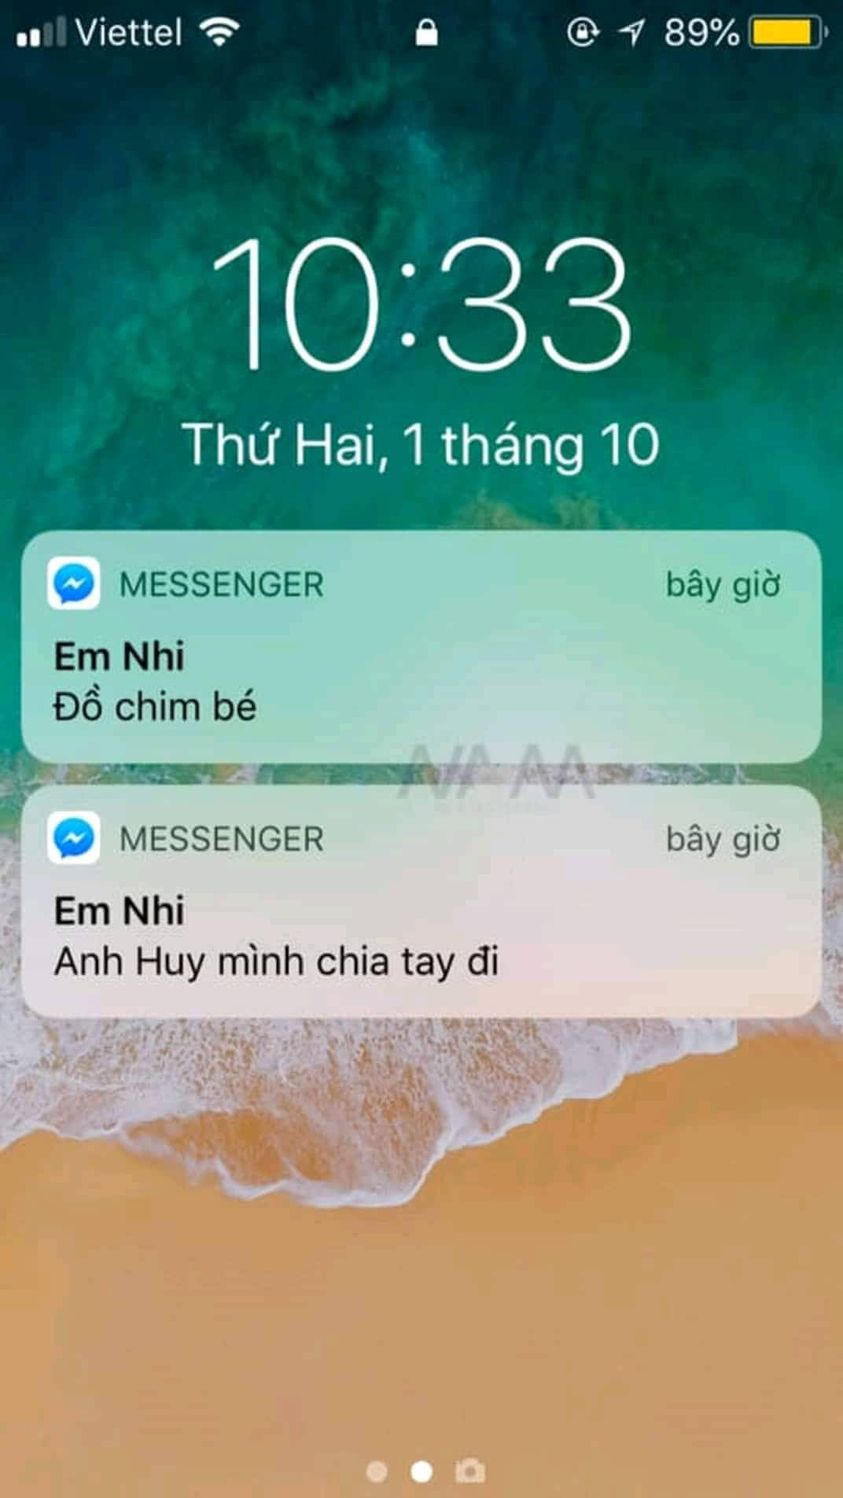 Viettel 89%
10:33
Thứ Hai, 1 tháng 10
MESSENGER bây giờ
Em Nhi
Đồ chim bé
MESSENGER bây giờ
Em Nhi
Anh Huy mình chia tay đi